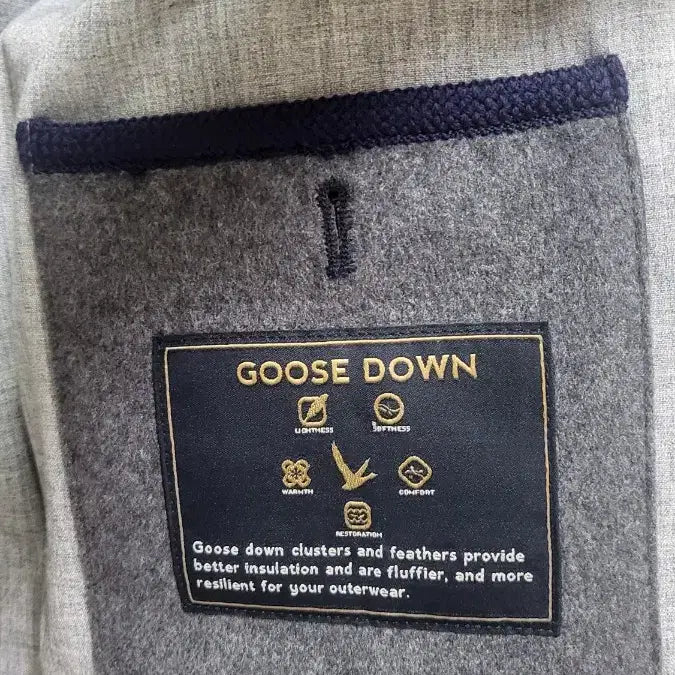 GOOSE DOWN
LIGHTNESS SOFTNESS
WARMTH COMFORT
RESTORATION
Goose down clusters and feathers provide
better insulation and are fluffier, and more
resilient for your outerwear.